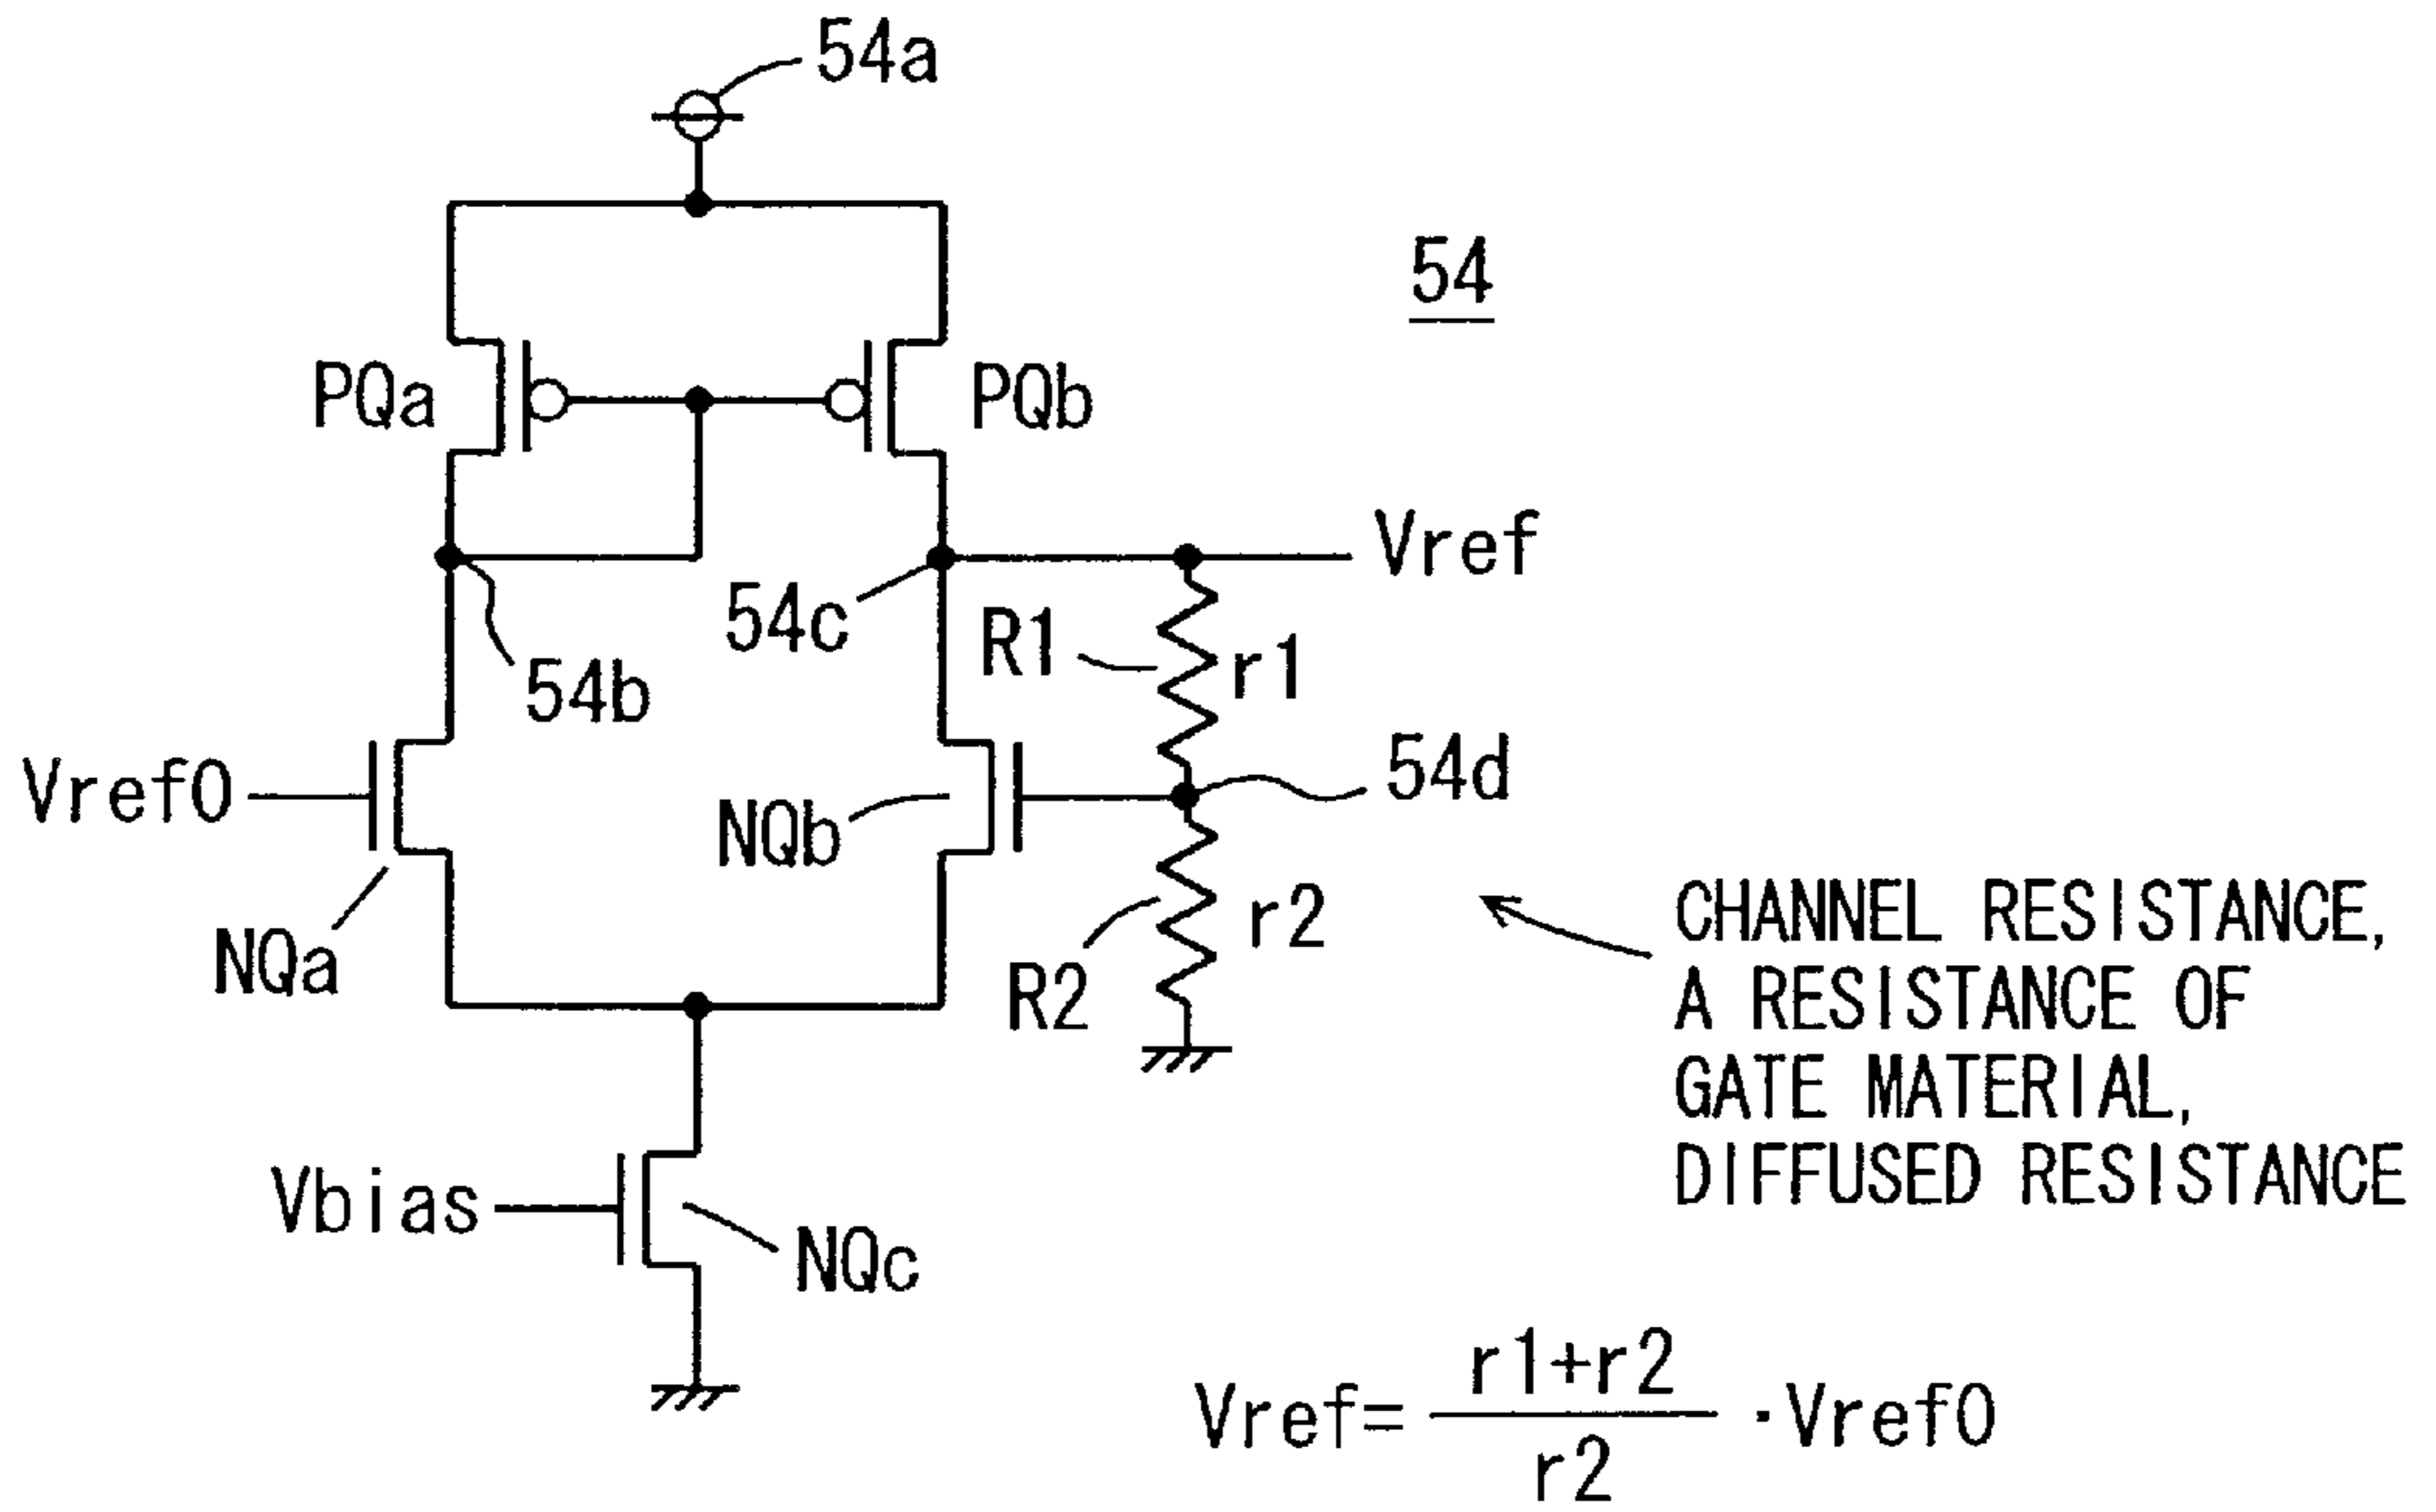 54a
54
PQa
PQb
Vref
54c
R1
r1
54b
54d
Vref0
NQb
r2
CHANNEL RESISTANCE,
A RESISTANCE OF
GATE MATERIAL,
DIFFUSED RESISTANCE
NQa
R2
Vbias
NQc
Vref= r1+r2 / r2 ·Vref0